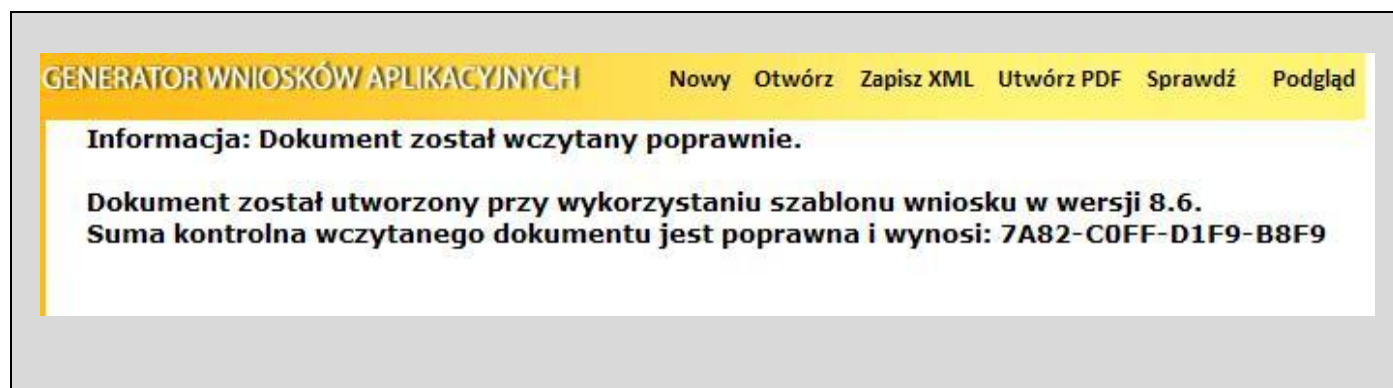 GENERATOR WNIOSKÓW APLIKACYJNYCH Nowy Otwórz Zapisz XML Utwórz PDF Sprawdź Podgląd
Informacja: Dokument został wczytany poprawnie.
Dokument został utworzony przy wykorzystaniu szablonu wniosku w wersji 8.6.
Suma kontrolna wczytanego dokumentu jest poprawna i wynosi: 7A82-C0FF-D1F9-B8F9